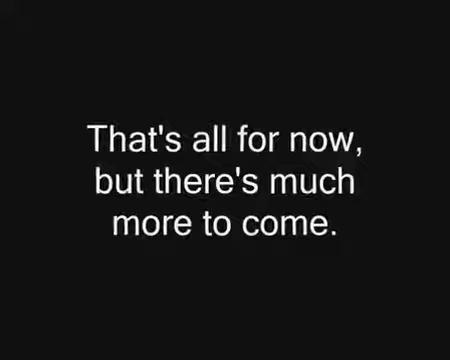 That's all for now,
but there's much
more to come.